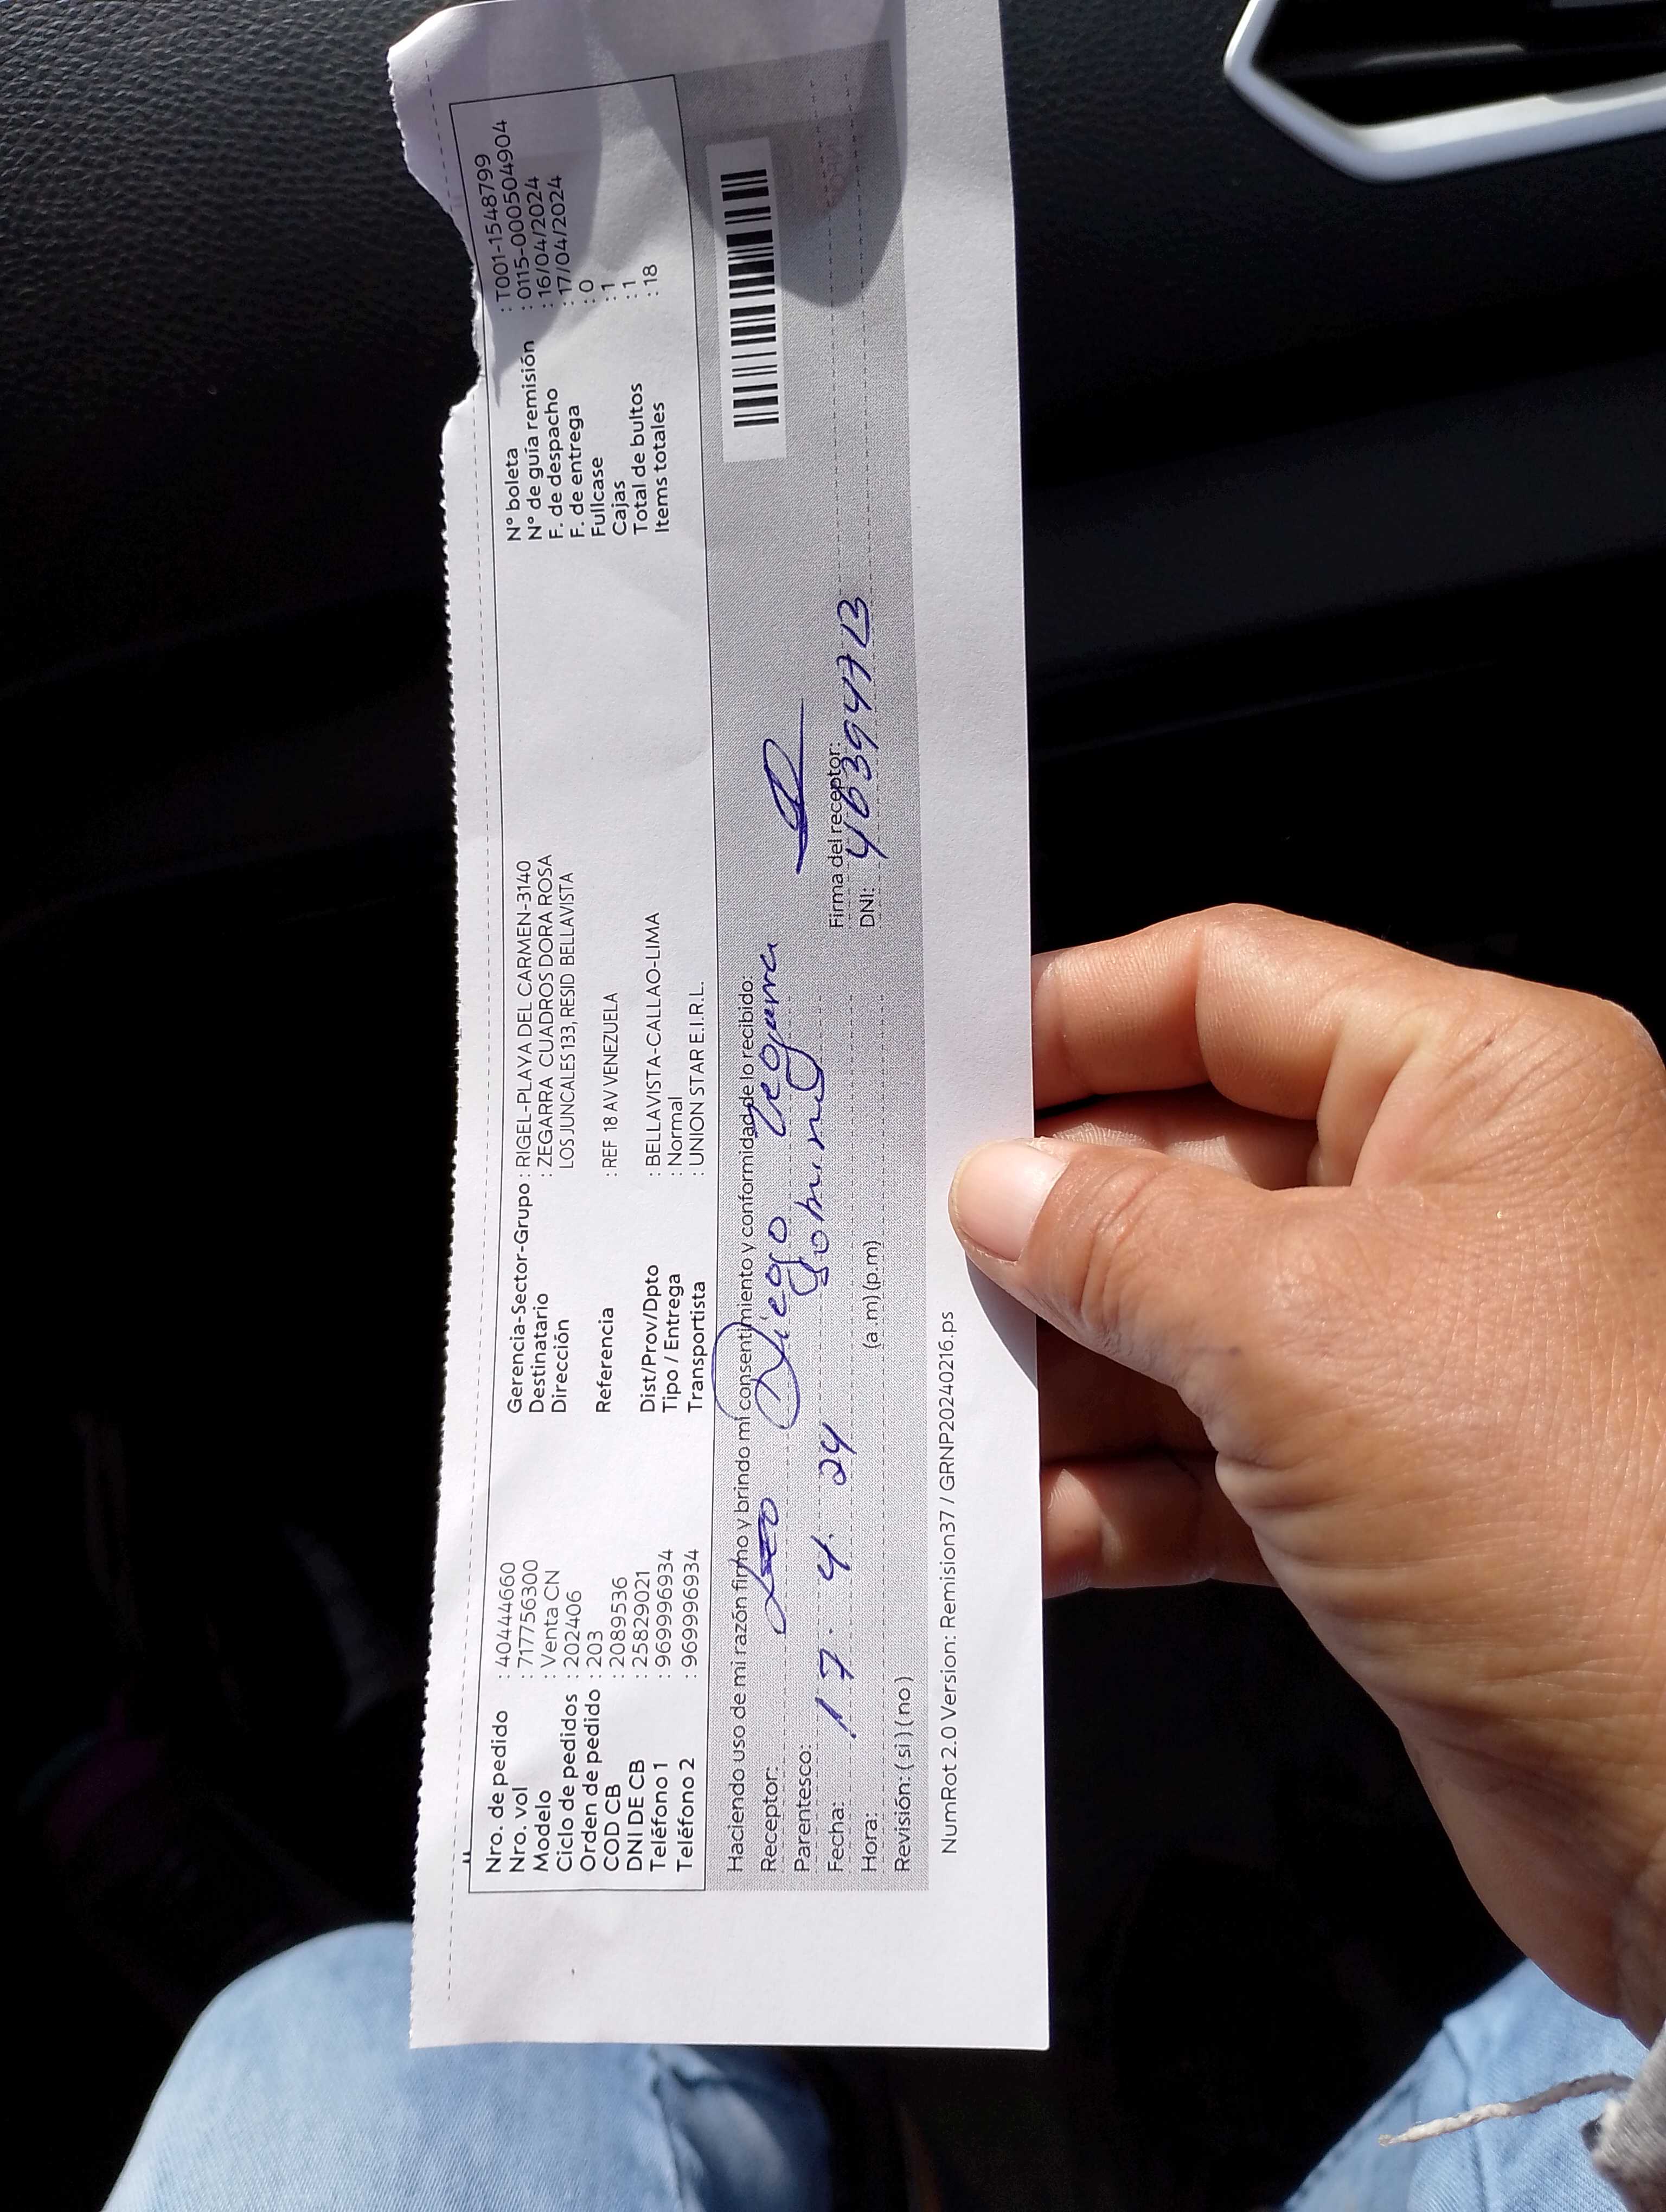 Nro. de pedido : 404444660
Nro. vol : 717756300
Modelo : Venta CN
Ciclo de pedidos : 202406
Orden de pedido : 203
COD CB : 2089536
DNI DE CB : 25829021
Teléfono 1 : 969996934
Teléfono 2 : 969996934
Gerencia-Sector-Grupo : RIGEL-PLAYA DEL CARMEN-3140
Destinatario : ZEGARRA CUADROS DORA ROSA
Dirección LOS JUNCALES 133, RESID BELLAVISTA
Referencia : REF 18 AV VENEZUELA
Dist/Prov/Dpto : BELLAVISTA-CALLAO-LIMA
Tipo / Entrega : Normal
Transportista : UNION STAR E.I.R.L.
N° boleta : T001-1548799
N° de guía remisión : 0115-0005504904
F. de despacho : 16/04/2024
F. de entrega : 17/04/2024
Fullcase : 0
Cajas : 1
Total de bultos : 1
Items totales : 18
Haciendo uso de mi razón firmo y brindo mi consentimiento y conformidad de lo recibido:
Receptor: Diego
Parentesco: Sobrino
Fecha: 17. 4. 24
Firma del receptor:
Hora: (a .m) (p.m)
DNI: 46394713
Revisión: ( si ) ( no )
NumRot 2.0 Version: Remision37 / GRNP20240216.ps